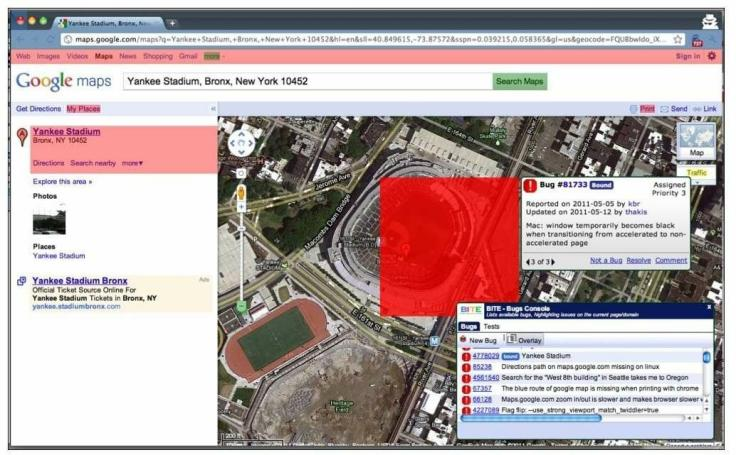 Yankee Stadium, Bronx, New
maps.google.com/maps?q=Yankee+Stadium,+Bronx,+New+York+10452&hl=en&sll=40.849615,-73.87572&sspn=0.039215,0.058365&gl=us&geocode=
Web Images Videos Maps News Shopping Gmail more
Sign in
Google maps
Yankee Stadium, Bronx, New York 10452
Search Maps
Get Directions My Places
Print Send Link
A Yankee Stadium
Bronx, NY 10452
Directions Search nearby more▼
Explore this area »
Photos
Places
Yankee Stadium
Yankee Stadium Bronx
Ads
Official Ticket Source Online For
Yankee Stadium Tickets in Bronx, NY
yankee.stadiumbronx.com
E 164th St
Jerome Ave
Macombs Dam Bridge
E 161st St
Heritage
Field
200 ft
Map
Traffic
Bug #81733 Bound
Assigned
Priority 3
Reported on 2011-05-05 by kbr
Updated on 2011-05-12 by thakis
Mac: window temporarily becomes black
when transitioning from accelerated to non-
accelerated page
3 of 3
Not a Bug Resolve Comment
BITE BITE - Bugs Console
Lists available bugs, highlighting issues on the current page/domain
x
Bugs Tests
New Bug Overlay
4778029 bound Yankee Stadium
85238 Directions path on maps.google.com missing on linux
4561540 Search for the "West 8th building" in Seattle takes me to Oregon
67357 The blue route of google map is missing when printing with chrome
66128 Maps.google.com zoom in/out is slower and makes browser slower
4227089 Flag flip: --use_strong_viewport_match_twiddler=true